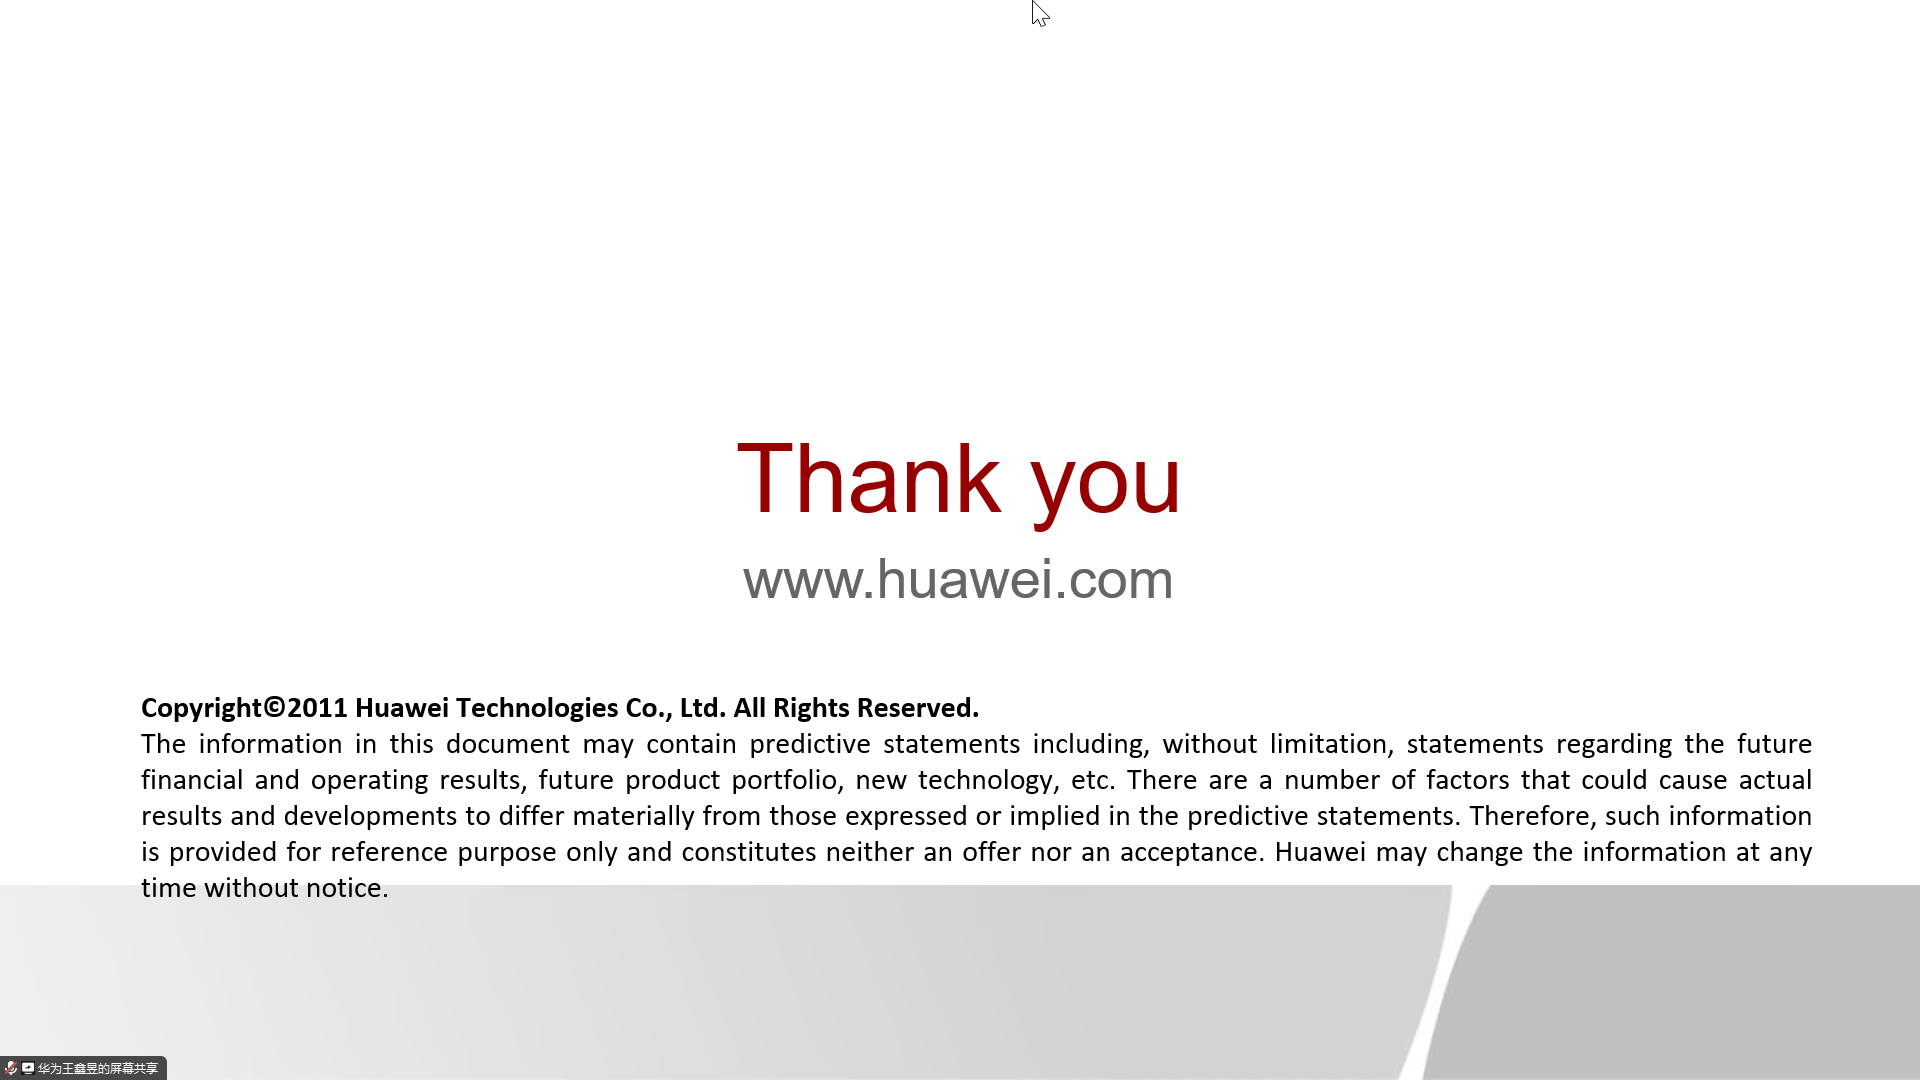 Thank you
www.huawei.com
Copyright©2011 Huawei Technologies Co., Ltd. All Rights Reserved.
The information in this document may contain predictive statements including, without limitation, statements regarding the future
financial and operating results, future product portfolio, new technology, etc. There are a number of factors that could cause actual
results and developments to differ materially from those expressed or implied in the predictive statements. Therefore, such information
is provided for reference purpose only and constitutes neither an offer nor an acceptance. Huawei may change the information at any
time without notice.
华为王鑫昱的屏幕共享